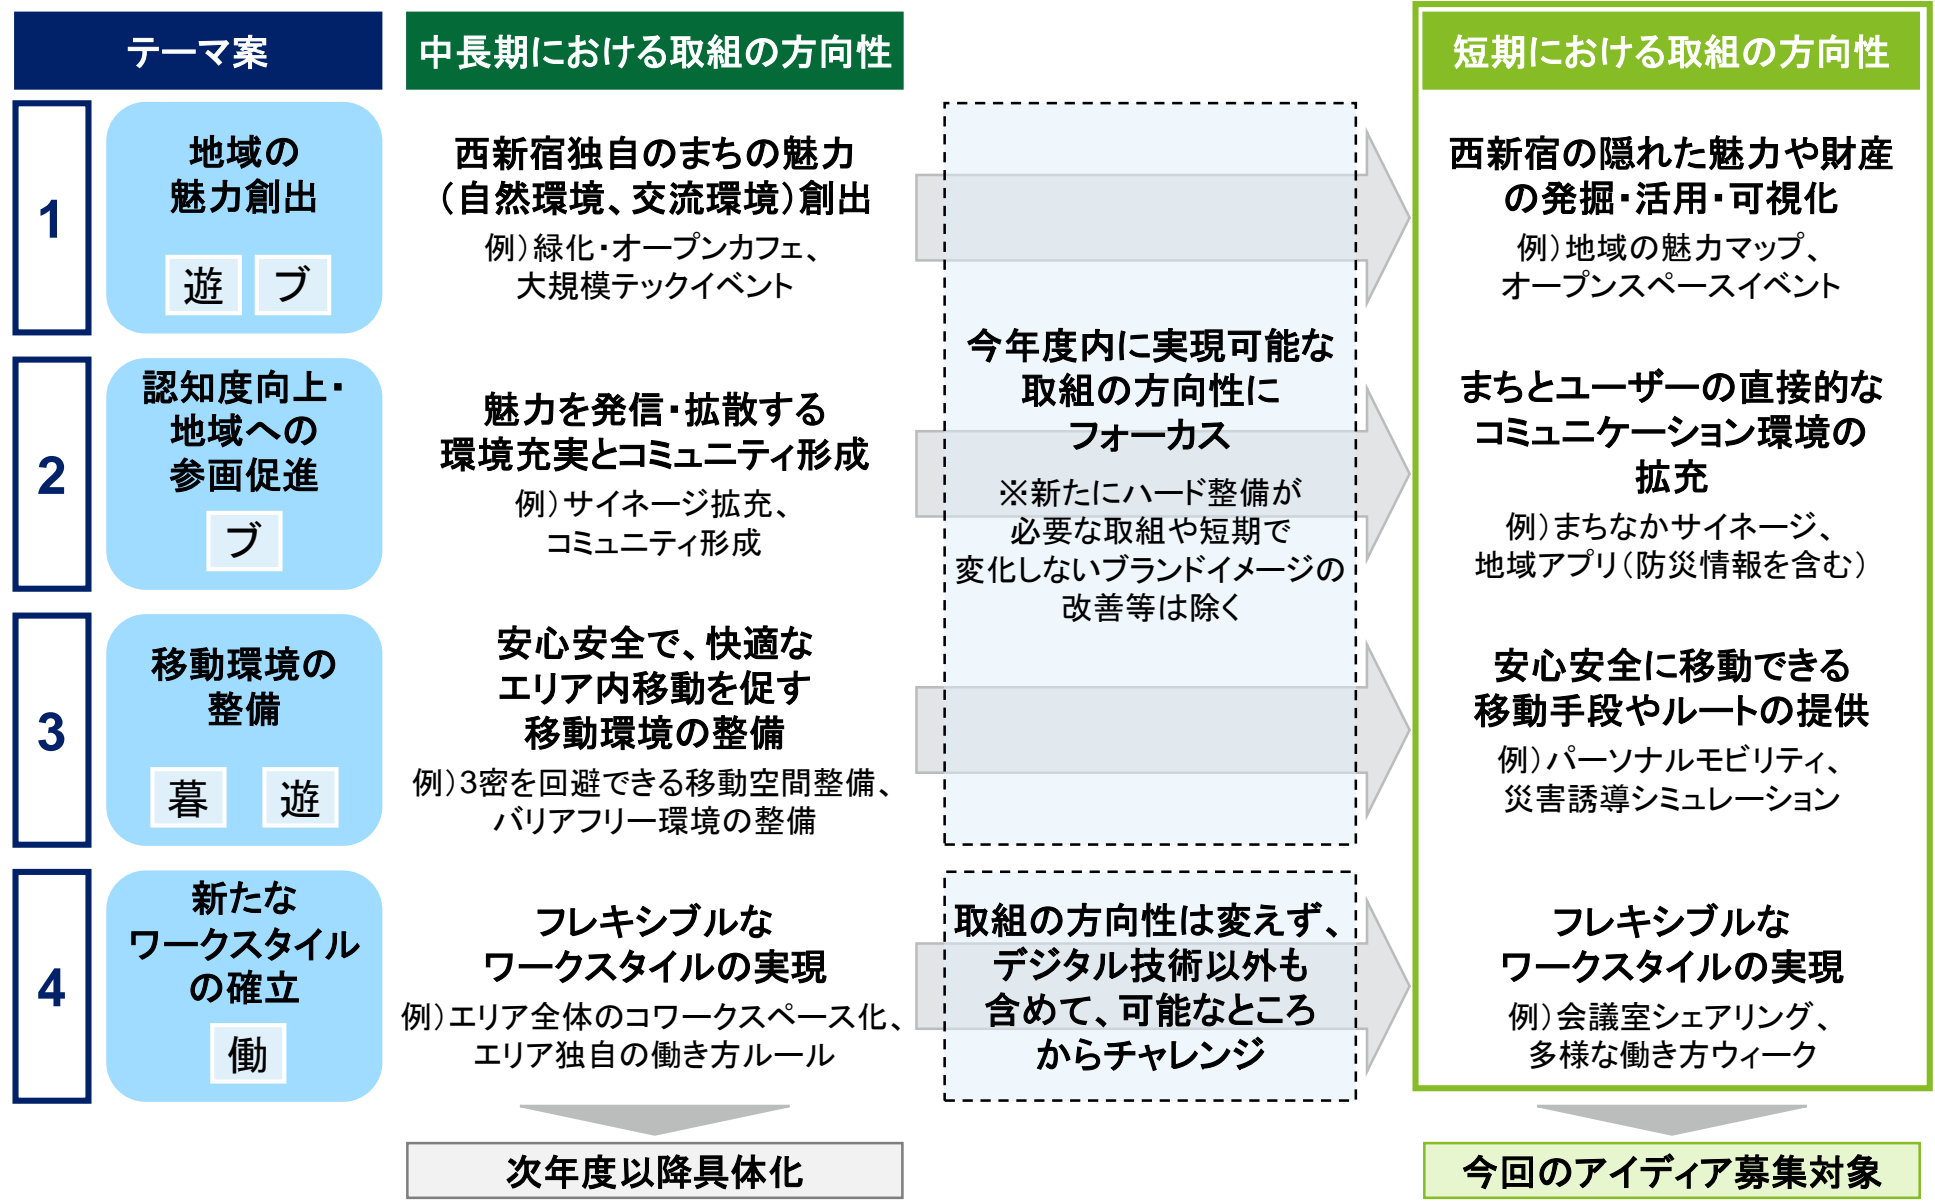 テーマ案
中長期における取組の方向性
短期における取組の方向性
1
地域の
魅力創出
遊 ブ
西新宿独自のまちの魅力
（自然環境、交流環境）創出
例）緑化・オープンカフェ、
大規模テックイベント
西新宿の隠れた魅力や財産
の発掘・活用・可視化
例）地域の魅力マップ、
オープンスペースイベント
2
認知度向上・
地域への
参画促進
ブ
魅力を発信・拡散する
環境充実とコミュニティ形成
例）サイネージ拡充、
コミュニティ形成
今年度内に実現可能な
取組の方向性に
フォーカス
※新たにハード整備が
必要な取組や短期で
変化しないブランドイメージの
改善等は除く
まちとユーザーの直接的な
コミュニケーション環境の
拡充
例）まちなかサイネージ、
地域アプリ（防災情報を含む）
3
移動環境の
整備
暮 遊
安心安全で、快適な
エリア内移動を促す
移動環境の整備
例）3密を回避できる移動空間整備、
バリアフリー環境の整備
安心安全に移動できる
移動手段やルートの提供
例）パーソナルモビリティ、
災害誘導シミュレーション
4
新たな
ワークスタイル
の確立
働
フレキシブルな
ワークスタイルの実現
例）エリア全体のコワークスペース化、
エリア独自の働き方ルール
取組の方向性は変えず、
デジタル技術以外も
含めて、可能なところ
からチャレンジ
フレキシブルな
ワークスタイルの実現
例）会議室シェアリング、
多様な働き方ウィーク
次年度以降具体化
今回のアイディア募集対象